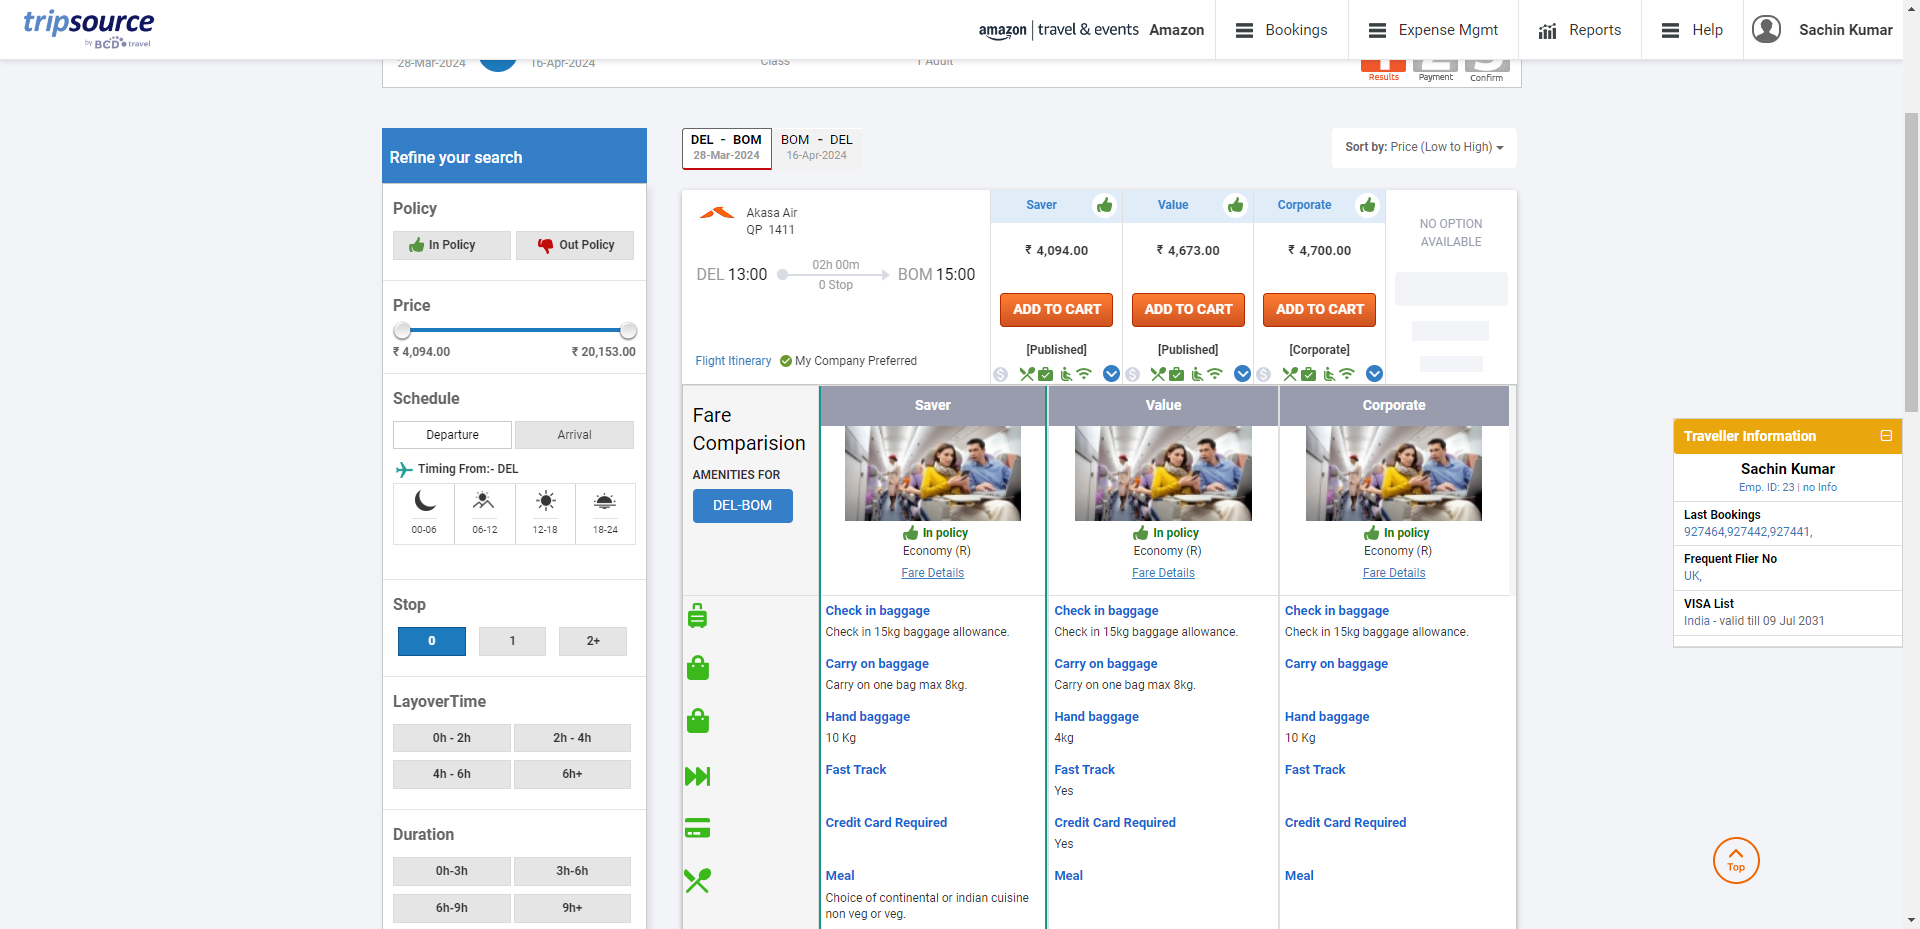 tripsource
by BCD travel
amazon travel & events Amazon
Bookings
Expense Mgmt
Reports
Help
Sachin Kumar
28-Mar-2024
16-Apr-2024
Class
1 Adult
Results
Payment
Confirm
Refine your search
Policy
In Policy
Out Policy
Price
₹ 4,094.00
₹ 20,153.00
Schedule
Departure
Arrival
Timing From:- DEL
00-06
06-12
12-18
18-24
Stop
0
1
2+
LayoverTime
0h - 2h
2h - 4h
4h - 6h
6h+
Duration
0h-3h
3h-6h
6h-9h
9h+
DEL - BOM
28-Mar-2024
BOM - DEL
16-Apr-2024
Sort by: Price (Low to High)
Akasa Air
QP 1411
DEL 13:00
02h 00m
0 Stop
BOM 15:00
Flight Itinerary
My Company Preferred
Saver
₹ 4,094.00
ADD TO CART
[Published]
Value
₹ 4,673.00
ADD TO CART
[Published]
Corporate
₹ 4,700.00
ADD TO CART
[Corporate]
NO OPTION
AVAILABLE
Fare
Comparision
AMENITIES FOR
DEL-BOM
Saver
In policy
Economy (R)
Fare Details
Check in baggage
Check in 15kg baggage allowance.
Carry on baggage
Carry on one bag max 8kg.
Hand baggage
10 Kg
Fast Track
Credit Card Required
Meal
Choice of continental or indian cuisine
non veg or veg.
Value
In policy
Economy (R)
Fare Details
Check in baggage
Check in 15kg baggage allowance.
Carry on baggage
Carry on one bag max 8kg.
Hand baggage
4kg
Fast Track
Yes
Credit Card Required
Yes
Meal
Corporate
In policy
Economy (R)
Fare Details
Check in baggage
Check in 15kg baggage allowance.
Carry on baggage
Hand baggage
10 Kg
Fast Track
Credit Card Required
Meal
Traveller Information
Sachin Kumar
Emp. ID: 23 | no Info
Last Bookings
927464,927442,927441,
Frequent Flier No
UK,
VISA List
India - valid till 09 Jul 2031
Top